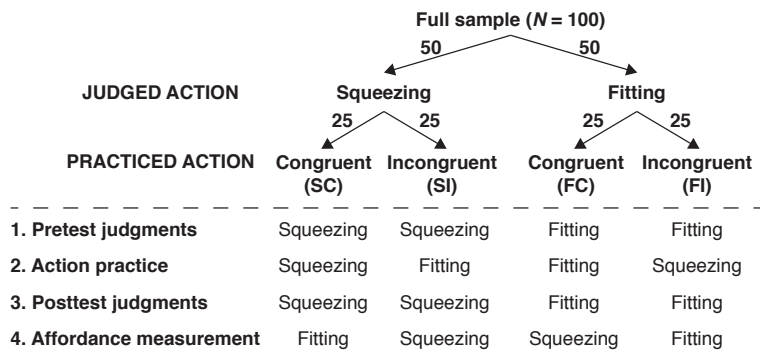 Full sample (N = 100)
50 50
JUDGED ACTION Squeezing Fitting
25 25 25 25
PRACTICED ACTION Congruent Incongruent Congruent Incongruent
(SC) (SI) (FC) (FI)
1. Pretest judgments Squeezing Squeezing Fitting Fitting
2. Action practice Squeezing Fitting Fitting Squeezing
3. Posttest judgments Squeezing Squeezing Fitting Fitting
4. Affordance measurement Fitting Squeezing Squeezing Fitting